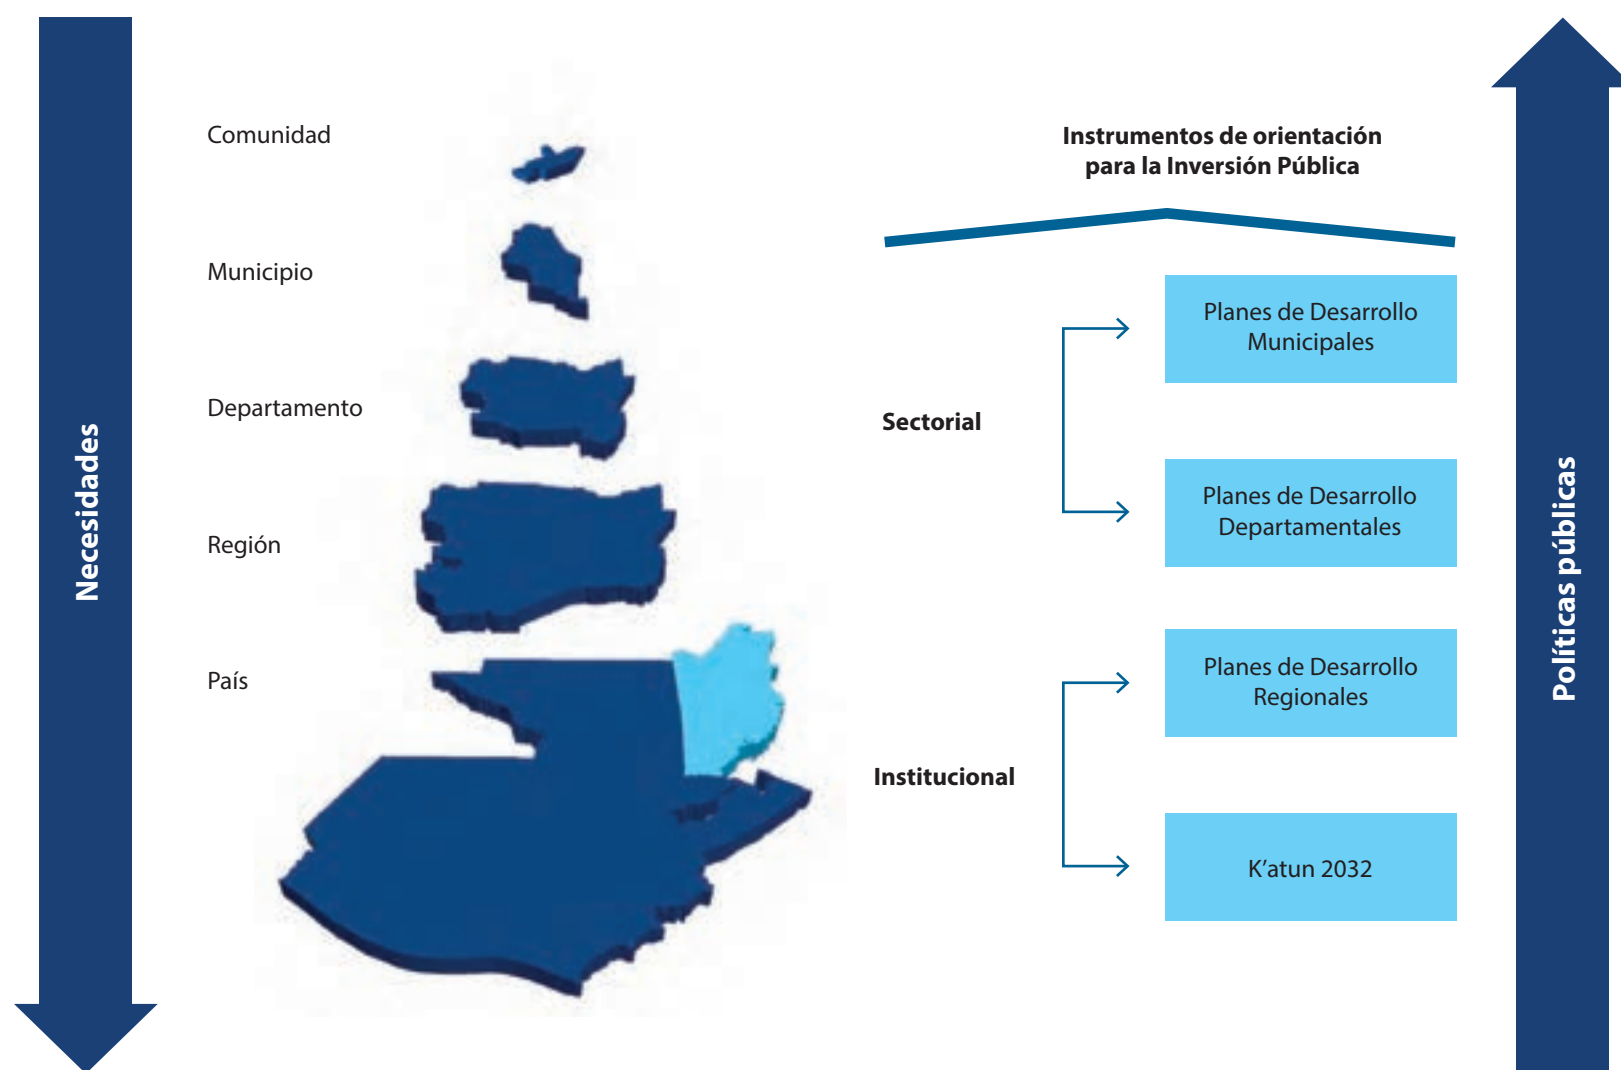 Necesidades
Comunidad
Municipio
Departamento
Región
País
Instrumentos de orientación
para la Inversión Pública
Sectorial
Planes de Desarrollo
Municipales
Planes de Desarrollo
Departamentales
Institucional
Planes de Desarrollo
Regionales
K’atun 2032
Políticas públicas